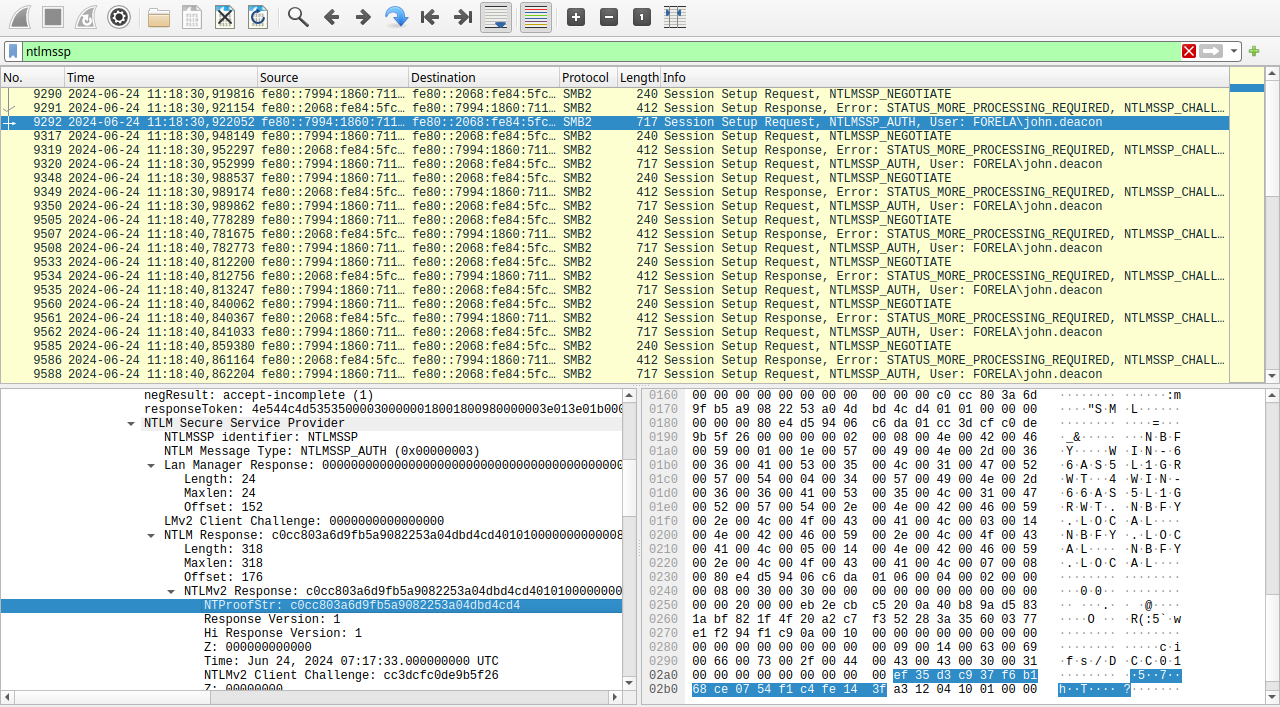 1
ntlmssp
No. Time Source Destination Protocol Length Info
9290 2024-06-24 11:18:30,919816 fe80::7994:1860:711… fe80::2068:fe84:5fc… SMB2 240 Session Setup Request, NTLMSSP_NEGOTIATE
9291 2024-06-24 11:18:30,921154 fe80::2068:fe84:5fc… fe80::7994:1860:711… SMB2 412 Session Setup Response, Error: STATUS_MORE_PROCESSING_REQUIRED, NTLMSSP_CHALL…
9292 2024-06-24 11:18:30,922052 fe80::7994:1860:711… fe80::2068:fe84:5fc… SMB2 717 Session Setup Request, NTLMSSP_AUTH, User: FORELA\john.deacon
9317 2024-06-24 11:18:30,948149 fe80::7994:1860:711… fe80::2068:fe84:5fc… SMB2 240 Session Setup Request, NTLMSSP_NEGOTIATE
9319 2024-06-24 11:18:30,952297 fe80::2068:fe84:5fc… fe80::7994:1860:711… SMB2 412 Session Setup Response, Error: STATUS_MORE_PROCESSING_REQUIRED, NTLMSSP_CHALL…
9320 2024-06-24 11:18:30,952999 fe80::7994:1860:711… fe80::2068:fe84:5fc… SMB2 717 Session Setup Request, NTLMSSP_AUTH, User: FORELA\john.deacon
9348 2024-06-24 11:18:30,988537 fe80::7994:1860:711… fe80::2068:fe84:5fc… SMB2 240 Session Setup Request, NTLMSSP_NEGOTIATE
9349 2024-06-24 11:18:30,989174 fe80::2068:fe84:5fc… fe80::7994:1860:711… SMB2 412 Session Setup Response, Error: STATUS_MORE_PROCESSING_REQUIRED, NTLMSSP_CHALL…
9350 2024-06-24 11:18:30,989862 fe80::7994:1860:711… fe80::2068:fe84:5fc… SMB2 717 Session Setup Request, NTLMSSP_AUTH, User: FORELA\john.deacon
9505 2024-06-24 11:18:40,778289 fe80::7994:1860:711… fe80::2068:fe84:5fc… SMB2 240 Session Setup Request, NTLMSSP_NEGOTIATE
9507 2024-06-24 11:18:40,781675 fe80::2068:fe84:5fc… fe80::7994:1860:711… SMB2 412 Session Setup Response, Error: STATUS_MORE_PROCESSING_REQUIRED, NTLMSSP_CHALL…
9508 2024-06-24 11:18:40,782773 fe80::7994:1860:711… fe80::2068:fe84:5fc… SMB2 717 Session Setup Request, NTLMSSP_AUTH, User: FORELA\john.deacon
9533 2024-06-24 11:18:40,812200 fe80::7994:1860:711… fe80::2068:fe84:5fc… SMB2 240 Session Setup Request, NTLMSSP_NEGOTIATE
9534 2024-06-24 11:18:40,812756 fe80::2068:fe84:5fc… fe80::7994:1860:711… SMB2 412 Session Setup Response, Error: STATUS_MORE_PROCESSING_REQUIRED, NTLMSSP_CHALL…
9535 2024-06-24 11:18:40,813247 fe80::7994:1860:711… fe80::2068:fe84:5fc… SMB2 717 Session Setup Request, NTLMSSP_AUTH, User: FORELA\john.deacon
9560 2024-06-24 11:18:40,840062 fe80::7994:1860:711… fe80::2068:fe84:5fc… SMB2 240 Session Setup Request, NTLMSSP_NEGOTIATE
9561 2024-06-24 11:18:40,840367 fe80::2068:fe84:5fc… fe80::7994:1860:711… SMB2 412 Session Setup Response, Error: STATUS_MORE_PROCESSING_REQUIRED, NTLMSSP_CHALL…
9562 2024-06-24 11:18:40,841033 fe80::7994:1860:711… fe80::2068:fe84:5fc… SMB2 717 Session Setup Request, NTLMSSP_AUTH, User: FORELA\john.deacon
9585 2024-06-24 11:18:40,859380 fe80::7994:1860:711… fe80::2068:fe84:5fc… SMB2 240 Session Setup Request, NTLMSSP_NEGOTIATE
9586 2024-06-24 11:18:40,861164 fe80::2068:fe84:5fc… fe80::7994:1860:711… SMB2 412 Session Setup Response, Error: STATUS_MORE_PROCESSING_REQUIRED, NTLMSSP_CHALL…
9588 2024-06-24 11:18:40,862204 fe80::7994:1860:711… fe80::2068:fe84:5fc… SMB2 717 Session Setup Request, NTLMSSP_AUTH, User: FORELA\john.deacon
negResult: accept-incomplete (1)
responseToken: 4e544c4d535350000300000018001800980000003e013e01b000
NTLM Secure Service Provider
NTLMSSP identifier: NTLMSSP
NTLM Message Type: NTLMSSP_AUTH (0x00000003)
Lan Manager Response: 000000000000000000000000000000000000000000
Length: 24
Maxlen: 24
Offset: 152
LMv2 Client Challenge: 0000000000000000
NTLM Response: c0cc803a6d9fb5a9082253a04dbd4cd4010100000000000080
Length: 318
Maxlen: 318
Offset: 176
NTLMv2 Response: c0cc803a6d9fb5a9082253a04dbd4cd40101000000
NTProofStr: c0cc803a6d9fb5a9082253a04dbd4cd4
Response Version: 1
Hi Response Version: 1
Z: 000000000000
Time: Jun 24, 2024 07:17:33.000000000 UTC
NTLMv2 Client Challenge: cc3dcfc0de9b5f26
Z: 00000000
0160 00 00 00 00 00 00 00 00 00 00 00 c0 cc 80 3a 6d ···········:m
0170 9f b5 a9 08 22 53 a0 4d bd 4c d4 01 01 00 00 00 ····"S·M ·L······
0180 00 00 00 80 e4 d5 94 06 c6 da 01 cc 3d cf c0 de ········ ····=···
0190 9b 5f 26 00 00 00 00 02 00 08 00 4e 00 42 00 46 ·_&····· ···N·B·F
01a0 00 59 00 01 00 1e 00 57 00 49 00 4e 00 2d 00 36 ·Y·····W ·I·N·-·6
01b0 00 36 00 41 00 53 00 35 00 4c 00 31 00 47 00 52 ·6·A·S·5 ·L·1·G·R
01c0 00 57 00 54 00 04 00 34 00 57 00 49 00 4e 00 2d ·W·T···4 ·W·I·N·-
01d0 00 36 00 36 00 41 00 53 00 35 00 4c 00 31 00 47 ·6·6·A·S ·5·L·1·G
01e0 00 52 00 57 00 54 00 2e 00 4e 00 42 00 46 00 59 ·R·W·T·. ·N·B·F·Y
01f0 00 2e 00 4c 00 4f 00 43 00 41 00 4c 00 03 00 14 ·.·L·O·C ·A·L····
0200 00 4e 00 42 00 46 00 59 00 2e 00 4c 00 4f 00 43 ·N·B·F·Y ·.·L·O·C
0210 00 41 00 4c 00 05 00 14 00 4e 00 42 00 46 00 59 ·A·L···· ·N·B·F·Y
0220 00 2e 00 4c 00 4f 00 43 00 41 00 4c 00 07 00 08 ·.·L·O·C ·A·L····
0230 00 80 e4 d5 94 06 c6 da 01 06 00 04 00 02 00 00 ········ ········
0240 00 08 00 30 00 30 00 00 00 00 00 00 00 00 00 00 ···0·0·· ········
0250 00 00 20 00 00 eb 2e cb c5 20 0a 40 b8 9a d5 83 ·· ···.· · ·@····
0260 1a bf 82 1f 4f 20 a2 c7 f3 52 28 3a 35 60 03 77 ····O ·· ·R(:5`·w
0270 e1 f2 94 f1 c9 0a 00 10 00 00 00 00 00 00 00 00 ········ ········
0280 00 00 00 00 00 00 00 00 00 09 00 14 00 63 00 69 ········ ·····c·i
0290 00 66 00 73 00 2f 00 44 00 43 00 43 00 30 00 31 ·f·s·/·D ·C·C·0·1
02a0 00 00 00 00 00 00 00 00 00 ef 35 d3 c9 37 f6 b1 ········ ··5··7··
02b0 68 ce 07 54 f1 c4 fe 14 3f a3 12 04 10 01 00 00 h··T···· ?·······